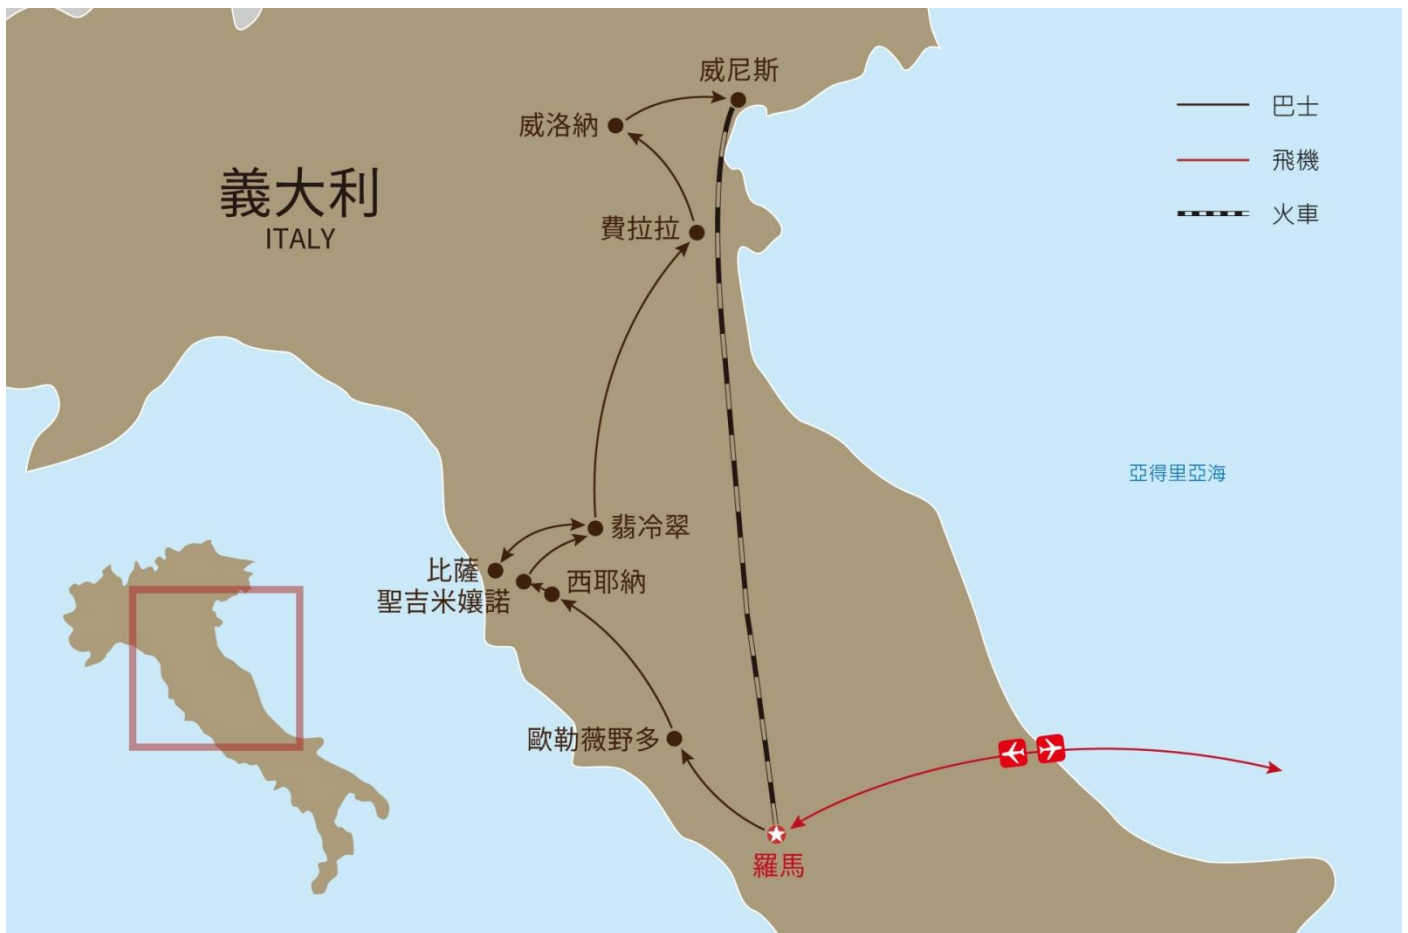 威尼斯
威洛納
巴士
飛機
火車
義大利
ITALY
費拉拉
亞得里亞海
翡冷翠
比薩
西耶納
聖吉米孃諾
歐勒薇野多
羅馬